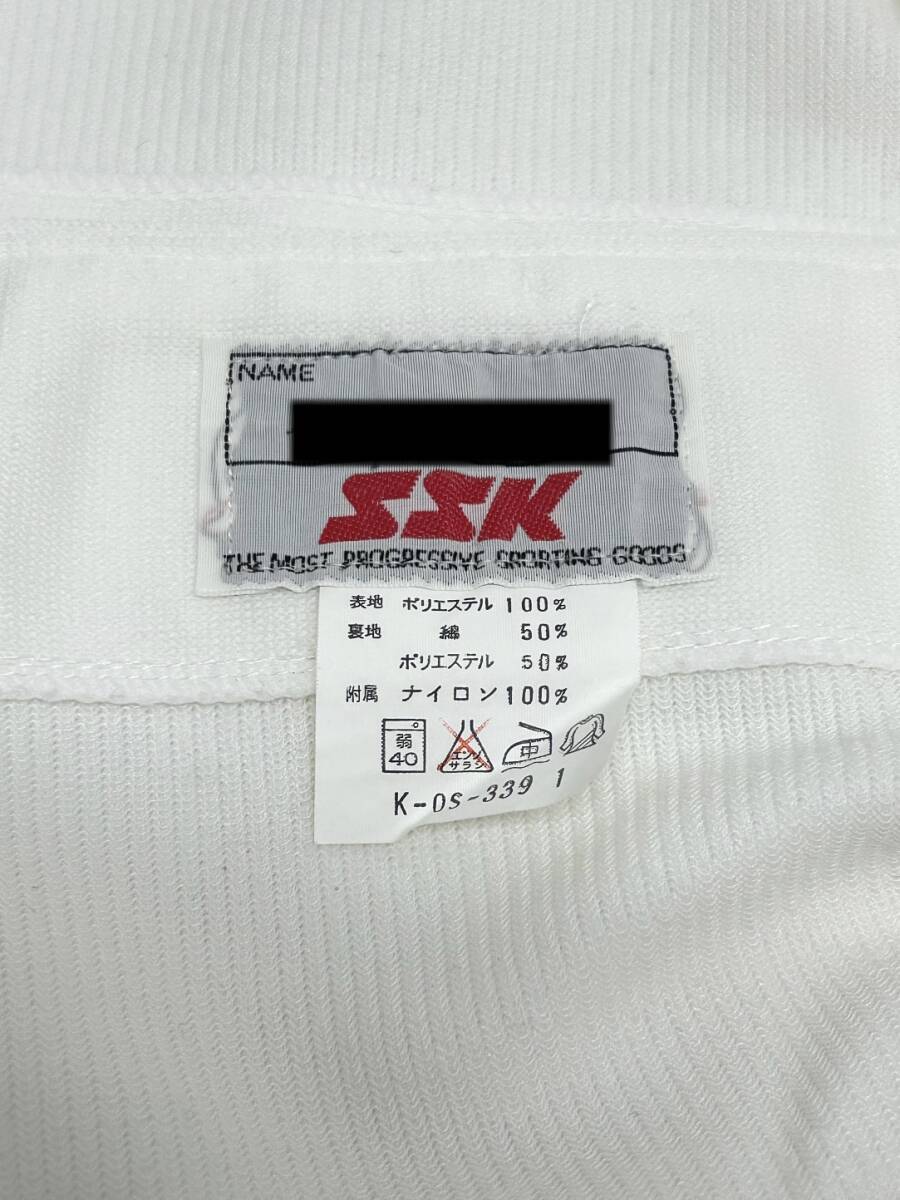 NAME
SSK
THE MOST PROGRESSIVE SPORTING GOODS
表地 ポリエステル 100%
裏地 綿 50%
ポリエステル 50%
附属 ナイロン 100%
弱 40 エンソ サラシ 中
K-DS-339 1